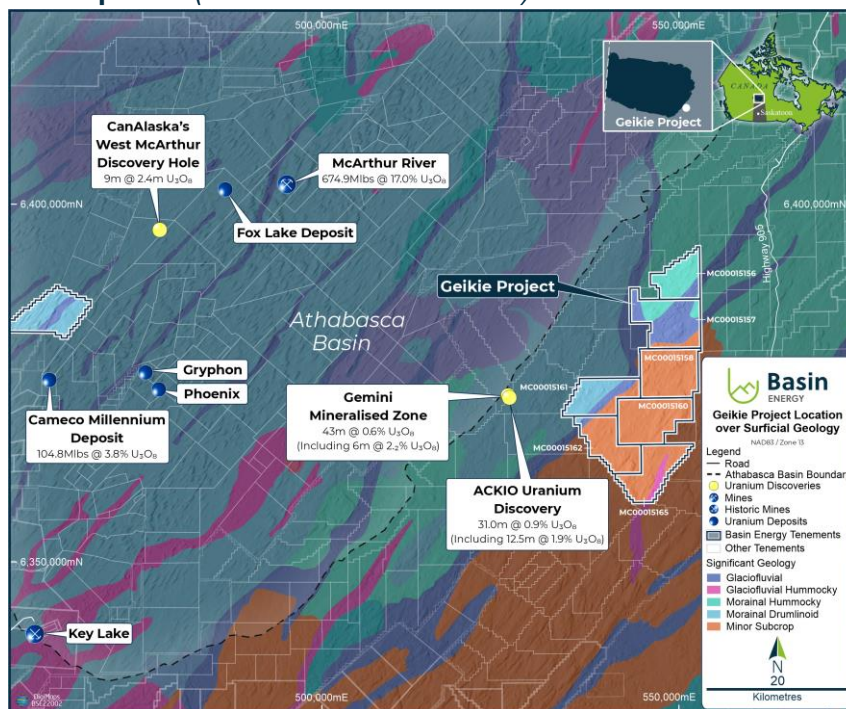 500,000mE
550,000mE
CANADA
Saskatoon
Geikie Project
CanAlaska's
West McArthur
Discovery Hole
9m @ 2.4m U₃O₈
McArthur River
674.9Mlbs @ 17.0% U₃O₈
Fox Lake Deposit
6,400,000mN
6,400,000mN
Highway 905
Geikie Project
MC00015156
MC00015157
Athabasca
Basin
MC00015158
Gryphon
Phoenix
MC00015161
MC00015160
Cameco Millennium
Deposit
104.8Mlbs @ 3.8% U₃O₈
Gemini
Mineralised Zone
43m @ 0.6% U₃O₈
(Including 6m @ 2.₂% U₃O₈)
MC00015162
ACKIO Uranium
Discovery
31.0m @ 0.9% U₃O₈
(Including 12.5m @ 1.9% U₃O₈)
MC00015165
6,350,000mN
Key Lake
500,000mE
550,000mE
Basin
ENERGY
Geikie Project Location
over Surficial Geology
NAD83 / Zone 13
Legend
Road
Athabasca Basin Boundar
Uranium Discoveries
Mines
Historic Mines
Uranium Deposits
Basin Energy Tenements
Other Tenements
Significant Geology
Glaciofluvial
Glaciofluvial Hummocky
Morainal Hummocky
Morainal Drumlinoid
Minor Subcrop
N
20
Kilometres
DigiMaps
BSE22002